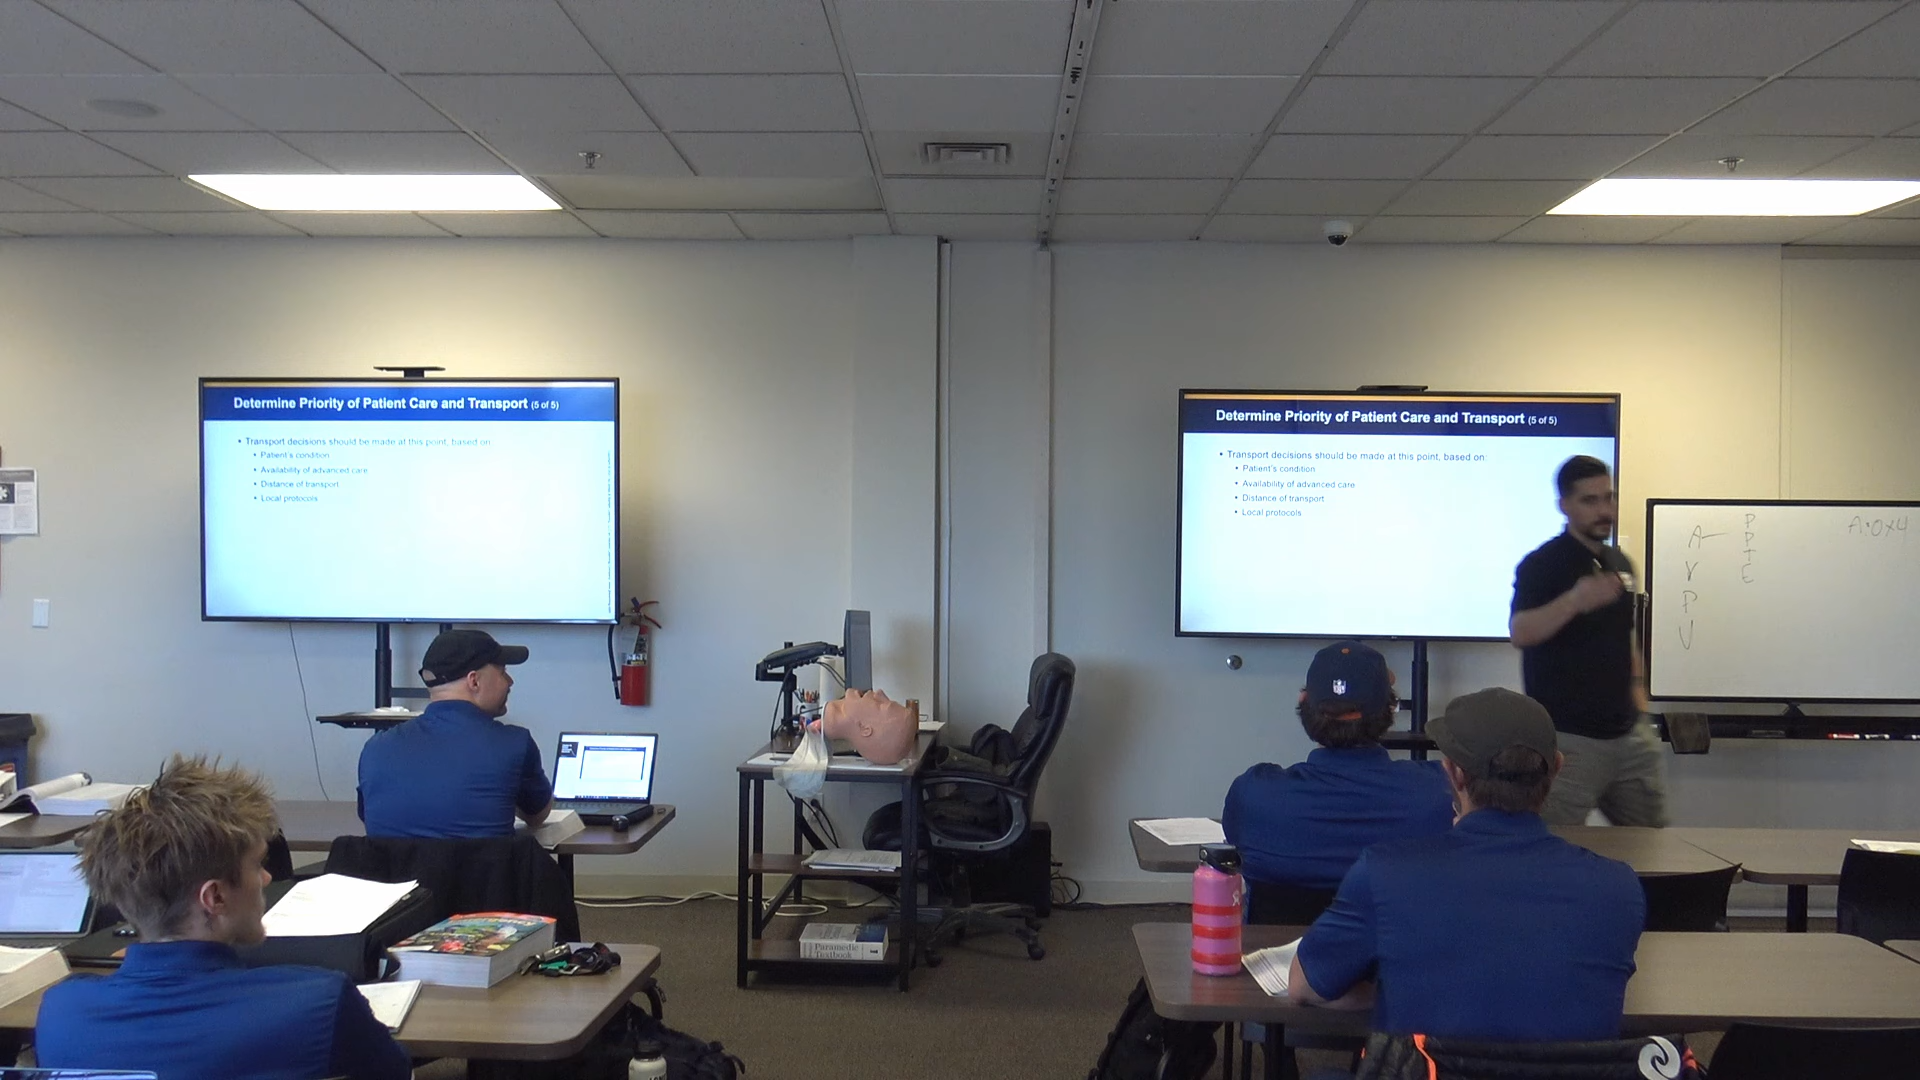 Determine Priority of Patient Care and Transport (5 of 5)
• Transport decisions should be made at this point, based on:
• Patient's condition
• Availability of advanced care
• Distance of transport
• Local protocols
Determine Priority of Patient Care and Transport (5 of 5)
• Transport decisions should be made at this point, based on:
• Patient's condition
• Availability of advanced care
• Distance of transport
• Local protocols
A –
V
P
U
P
P
T
E
A:Ox4
NFL
Paramedic
Textbook